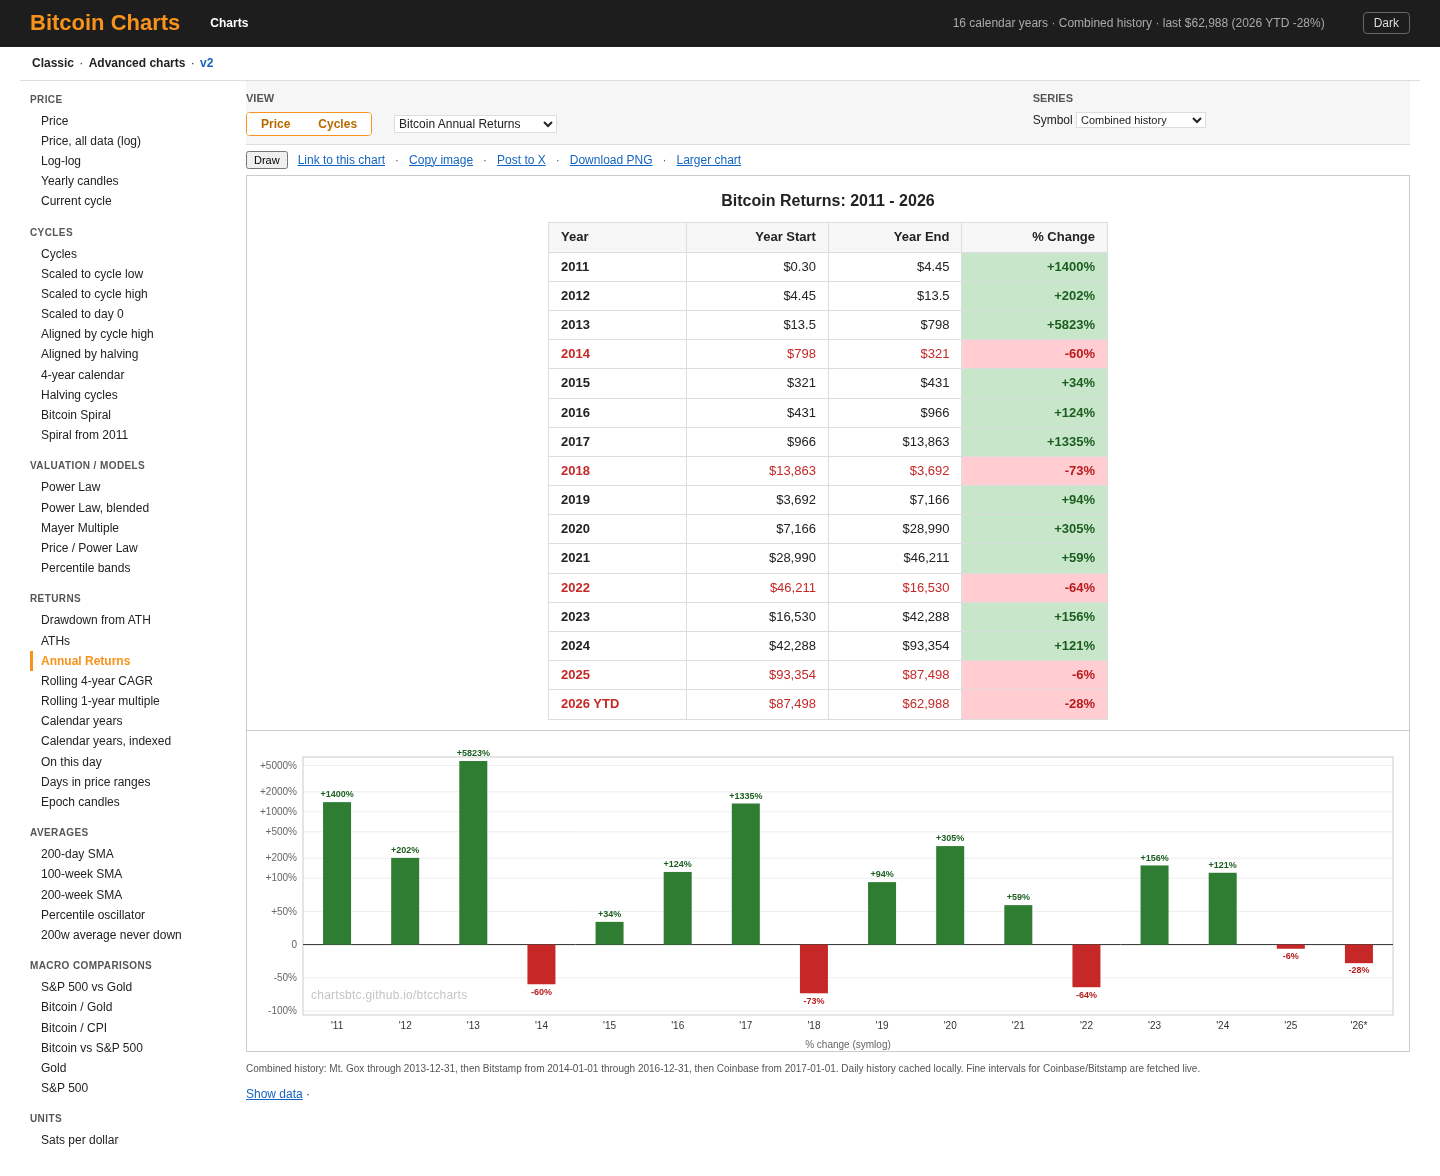 Bitcoin Charts
Charts
16 calendar years · Combined history · last $62,988 (2026 YTD -28%)
Dark
Classic · Advanced charts · v2
PRICE
Price
Price, all data (log)
Log-log
Yearly candles
Current cycle
CYCLES
Cycles
Scaled to cycle low
Scaled to cycle high
Scaled to day 0
Aligned by cycle high
Aligned by halving
4-year calendar
Halving cycles
Bitcoin Spiral
Spiral from 2011
VALUATION / MODELS
Power Law
Power Law, blended
Mayer Multiple
Price / Power Law
Percentile bands
RETURNS
Drawdown from ATH
ATHs
Annual Returns
Rolling 4-year CAGR
Rolling 1-year multiple
Calendar years
Calendar years, indexed
On this day
Days in price ranges
Epoch candles
AVERAGES
200-day SMA
100-week SMA
200-week SMA
Percentile oscillator
200w average never down
MACRO COMPARISONS
S&P 500 vs Gold
Bitcoin / Gold
Bitcoin / CPI
Bitcoin vs S&P 500
Gold
S&P 500
UNITS
Sats per dollar
VIEW
Price Cycles
Bitcoin Annual Returns
SERIES
Symbol Combined history
Draw Link to this chart · Copy image · Post to X · Download PNG · Larger chart
Bitcoin Returns: 2011 - 2026
Year Year Start Year End % Change
2011 $0.30 $4.45 +1400%
2012 $4.45 $13.5 +202%
2013 $13.5 $798 +5823%
2014 $798 $321 -60%
2015 $321 $431 +34%
2016 $431 $966 +124%
2017 $966 $13,863 +1335%
2018 $13,863 $3,692 -73%
2019 $3,692 $7,166 +94%
2020 $7,166 $28,990 +305%
2021 $28,990 $46,211 +59%
2022 $46,211 $16,530 -64%
2023 $16,530 $42,288 +156%
2024 $42,288 $93,354 +121%
2025 $93,354 $87,498 -6%
2026 YTD $87,498 $62,988 -28%
+5000%
+2000%
+1000%
+500%
+200%
+100%
+50%
0
-50%
-100%
+1400%
+202%
+5823%
-60%
+34%
+124%
+1335%
-73%
+94%
+305%
+59%
-64%
+156%
+121%
-6%
-28%
chartsbtc.github.io/btccharts
'11 '12 '13 '14 '15 '16 '17 '18 '19 '20 '21 '22 '23 '24 '25 '26*
% change (symlog)
Combined history: Mt. Gox through 2013-12-31, then Bitstamp from 2014-01-01 through 2016-12-31, then Coinbase from 2017-01-01. Daily history cached locally. Fine intervals for Coinbase/Bitstamp are fetched live.
Show data ·